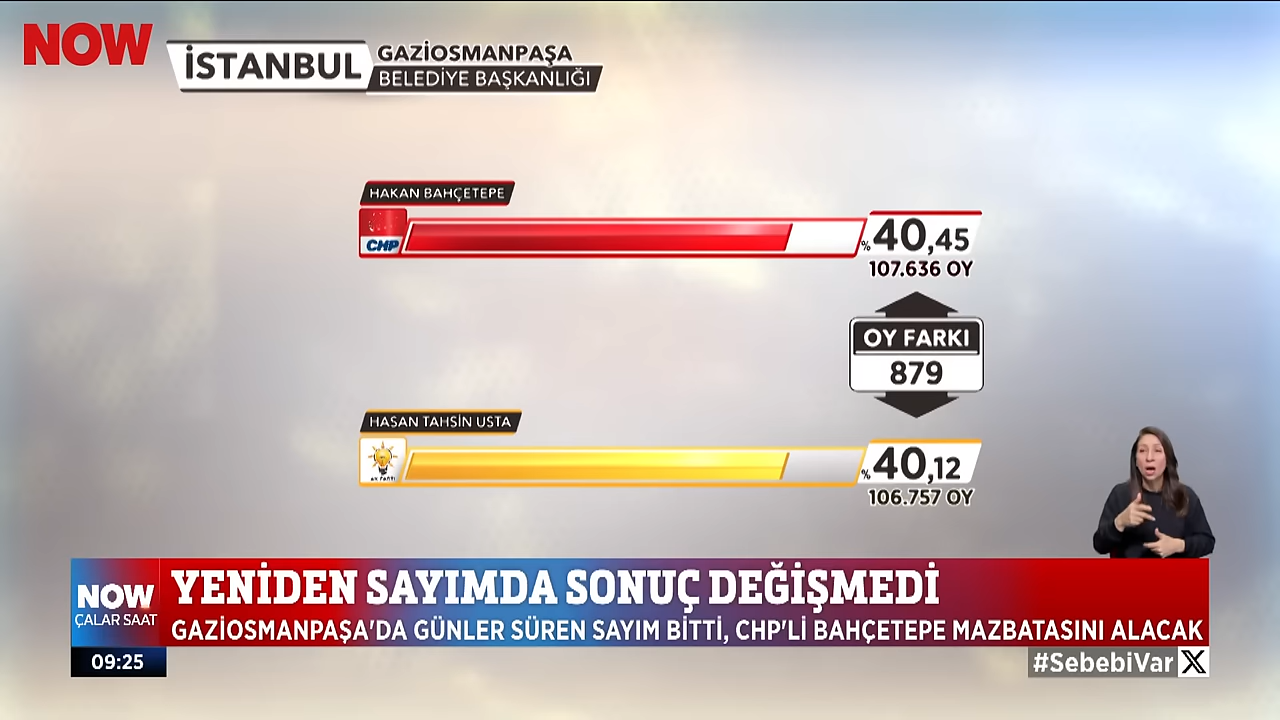 NOW
İSTANBUL
GAZİOSMANPAŞA
BELEDİYE BAŞKANLIĞI
HAKAN BAHÇETEPE
CHP
%40,45
107.636 OY
OY FARKI
879
HASAN TAHSİN USTA
AK PARTİ
%40,12
106.757 OY
NOW
ÇALAR SAAT
YENİDEN SAYIMDA SONUÇ DEĞİŞMEDİ
GAZİOSMANPAŞA'DA GÜNLER SÜREN SAYIM BİTTİ, CHP'Lİ BAHÇETEPE MAZBATASINI ALACAK
09:25
#SebebiVar X